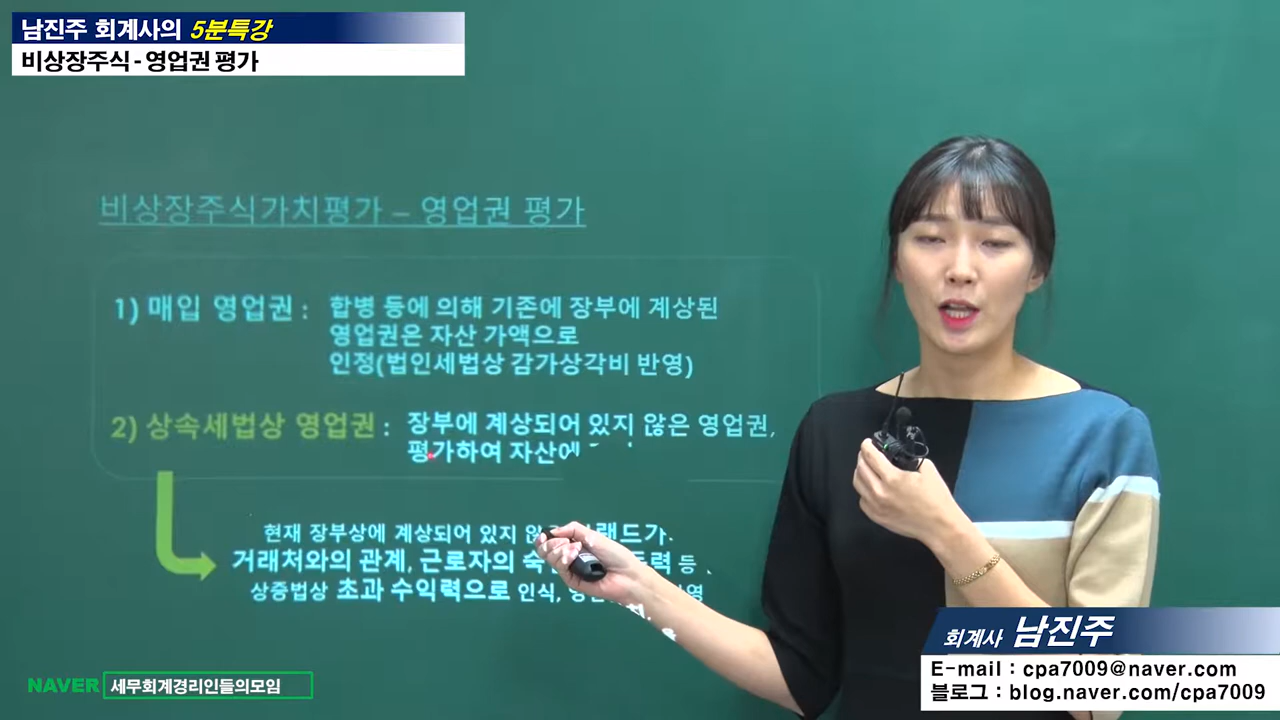 남진주 회계사의 5분특강
비상장주식 - 영업권 평가
비상장주식가치평가 – 영업권 평가
1) 매입 영업권 : 합병 등에 의해 기존에 장부에 계상된
영업권은 자산 가액으로
인정(법인세법상 감가상각비 반영)
2) 상속세법상 영업권 : 장부에 계상되어 있지 않은 영업권,
평가하여 자산에
현재 장부상에 계상되어 있지
거래처와의 관계, 근로자의 등
상증법상 초과 수익력으로 인식,
회계사 남진주
E-mail : cpa7009@naver.com
블로그 : blog.naver.com/cpa7009
NAVER 세무회계경리인들의모임